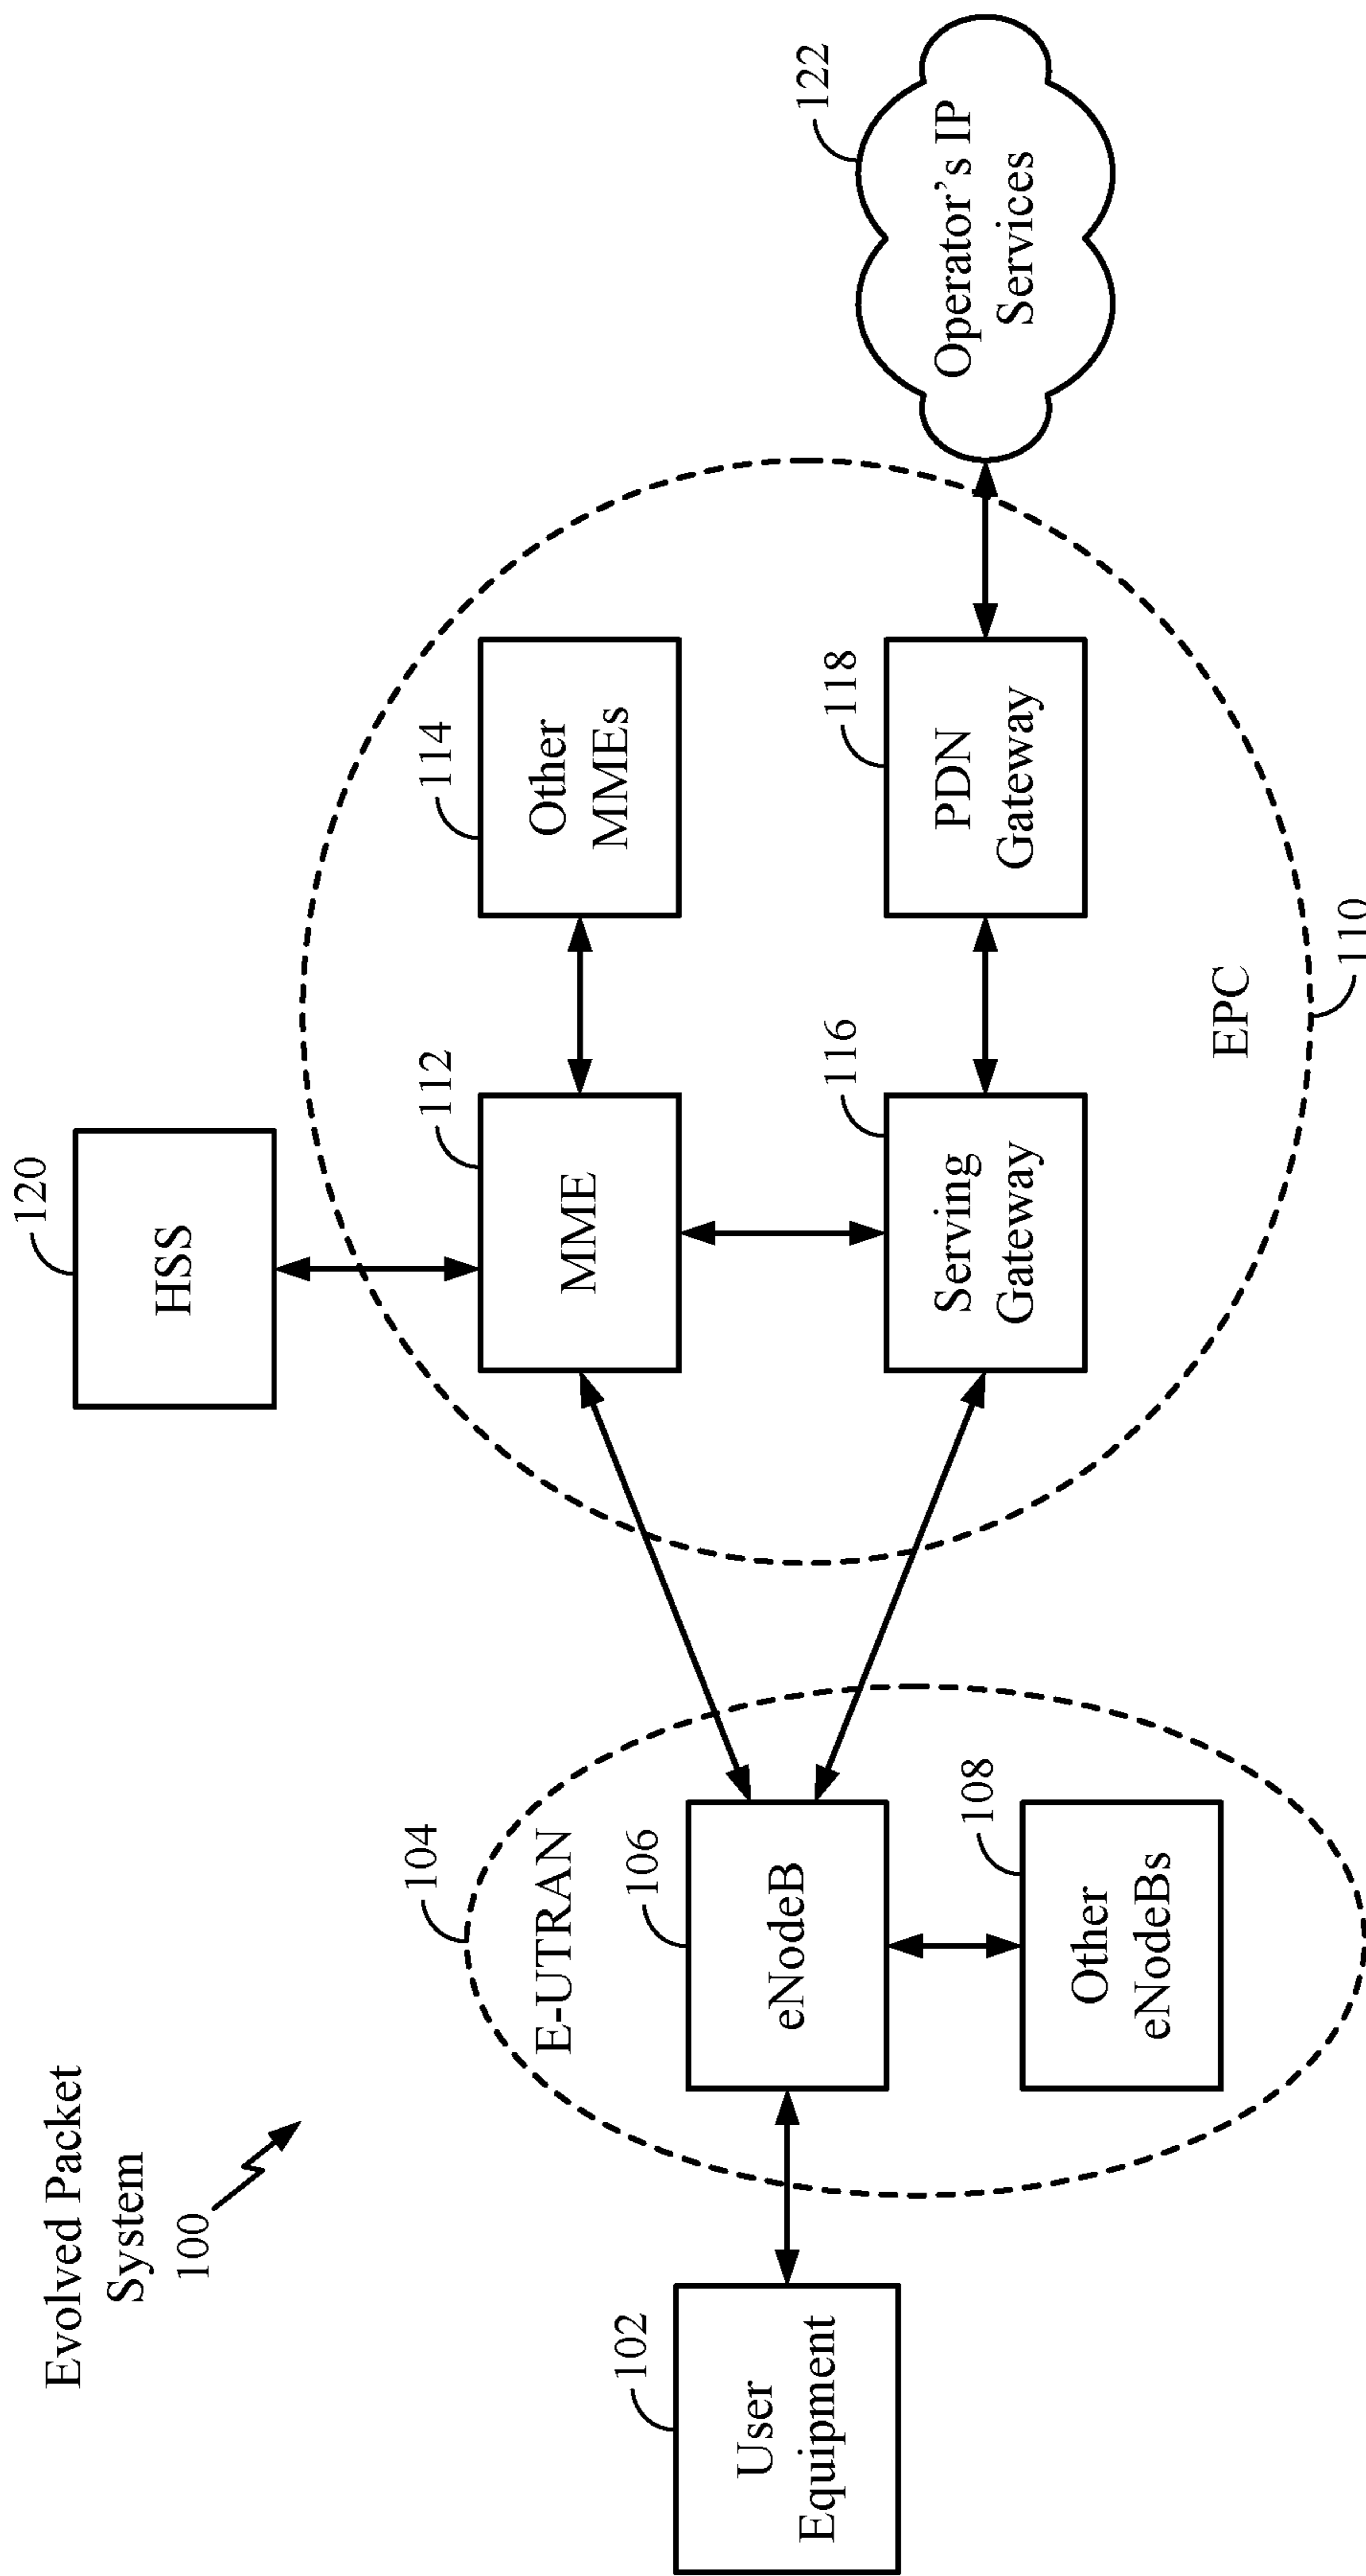 Evolved Packet
System
100
120
HSS
104
E-UTRAN
112
MME
114
Other
MMEs
102
User
Equipment
106
eNodeB
108
Other
eNodeBs
116
Serving
Gateway
118
PDN
Gateway
122
Operator’s IP
Services
EPC
110